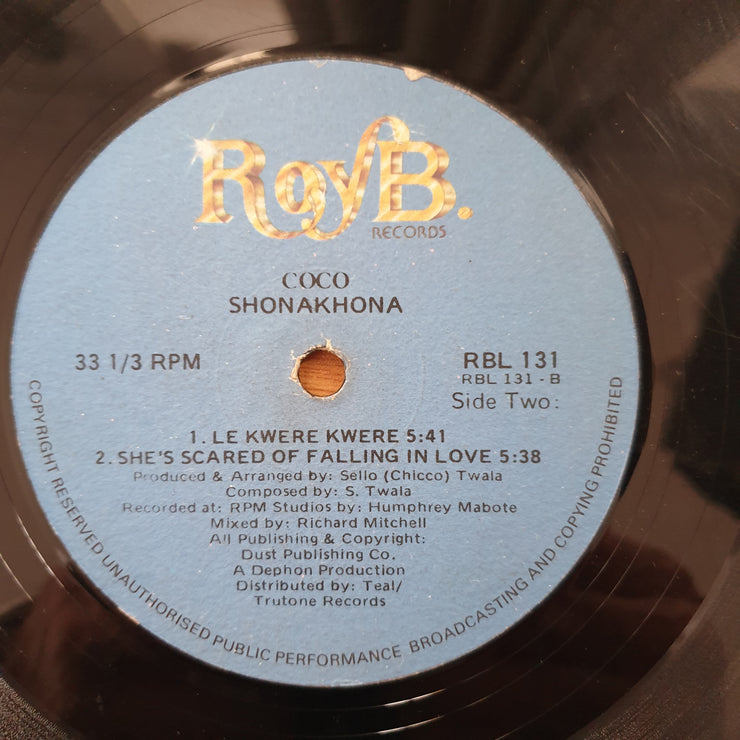 RoyB.
RECORDS
COCO
SHONAKHONA
33 1/3 RPM
RBL 131
RBL 131 - B
Side Two:
1. LE KWERE KWERE 5:41
2. SHE'S SCARED OF FALLING IN LOVE 5:38
Produced & Arranged by: Sello (Chicco) Twala
Composed by: S. Twala
Recorded at: RPM Studios by: Humphrey Mabote
Mixed by: Richard Mitchell
All Publishing & Copyright:
Dust Publishing Co.
A Dephon Production
Distributed by: Teal/
Trutone Records
COPYRIGHT RESERVED UNAUTHORISED PUBLIC PERFORMANCE BROADCASTING AND COPYING PROHIBITED